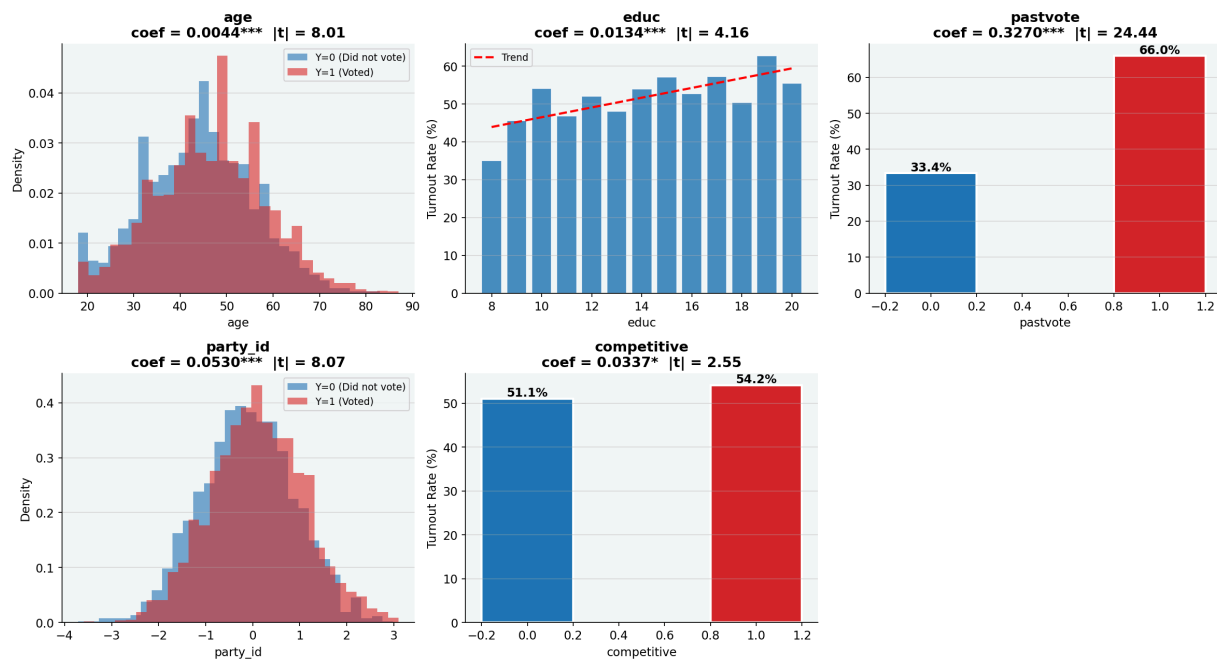 age
coef = 0.0044***  |t| = 8.01
Y=0 (Did not vote)
Y=1 (Voted)
0.04
0.03
0.02
0.01
0.00
Density
20 30 40 50 60 70 80 90
age
educ
coef = 0.0134***  |t| = 4.16
Trend
60
50
40
30
20
10
0
Turnout Rate (%)
8 10 12 14 16 18 20
educ
pastvote
coef = 0.3270***  |t| = 24.44
66.0%
33.4%
60
50
40
30
20
10
0
Turnout Rate (%)
−0.2 0.0 0.2 0.4 0.6 0.8 1.0 1.2
pastvote
party_id
coef = 0.0530***  |t| = 8.07
Y=0 (Did not vote)
Y=1 (Voted)
0.4
0.3
0.2
0.1
0.0
Density
−4 −3 −2 −1 0 1 2 3
party_id
competitive
coef = 0.0337*  |t| = 2.55
51.1%
54.2%
50
40
30
20
10
0
Turnout Rate (%)
−0.2 0.0 0.2 0.4 0.6 0.8 1.0 1.2
competitive